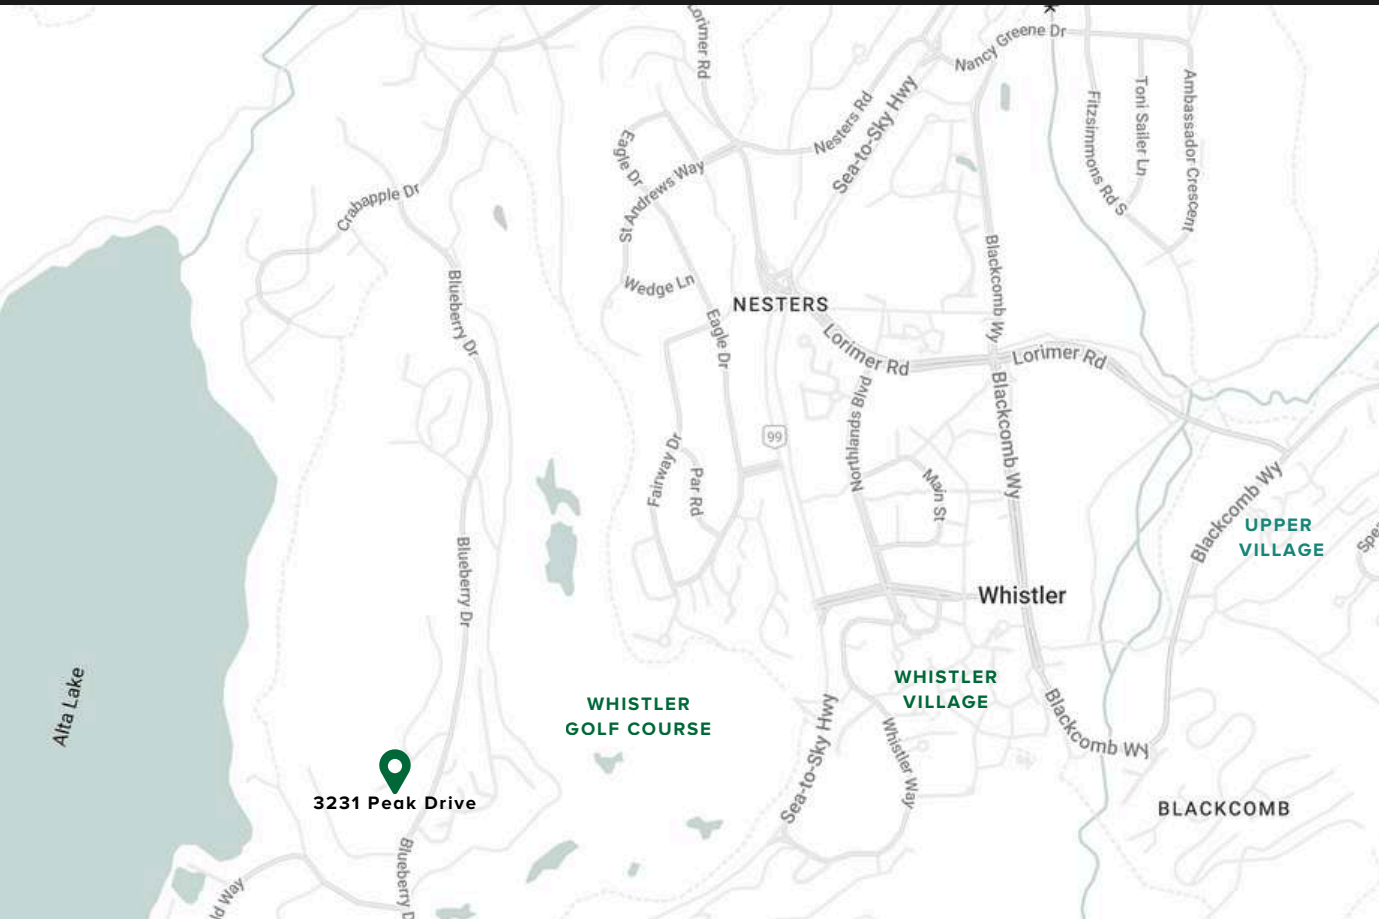 Lorimer Rd
Nancy Greene Dr
Nesters Rd
Sea-to-Sky Hwy
Fitzsimmons Rd S
Toni Sailer Ln
Ambassador Crescent
Eagle Dr
St Andrews Way
Crabapple Dr
Wedge Ln
Blueberry Dr
Eagle Dr
NESTERS
Blackcomb Wy
Lorimer Rd
Lorimer Rd
Northlands Blvd
Blackcomb Wy
99
Fairway Dr
Par Rd
Main St
Blackcomb Wy
UPPER
VILLAGE
Blueberry Dr
Whistler
Alta Lake
WHISTLER
GOLF COURSE
WHISTLER
VILLAGE
Sea-to-Sky Hwy
Whistler Way
Blackcomb Wy
3231 Peak Drive
BLACKCOMB
Blueberry D
ld Way